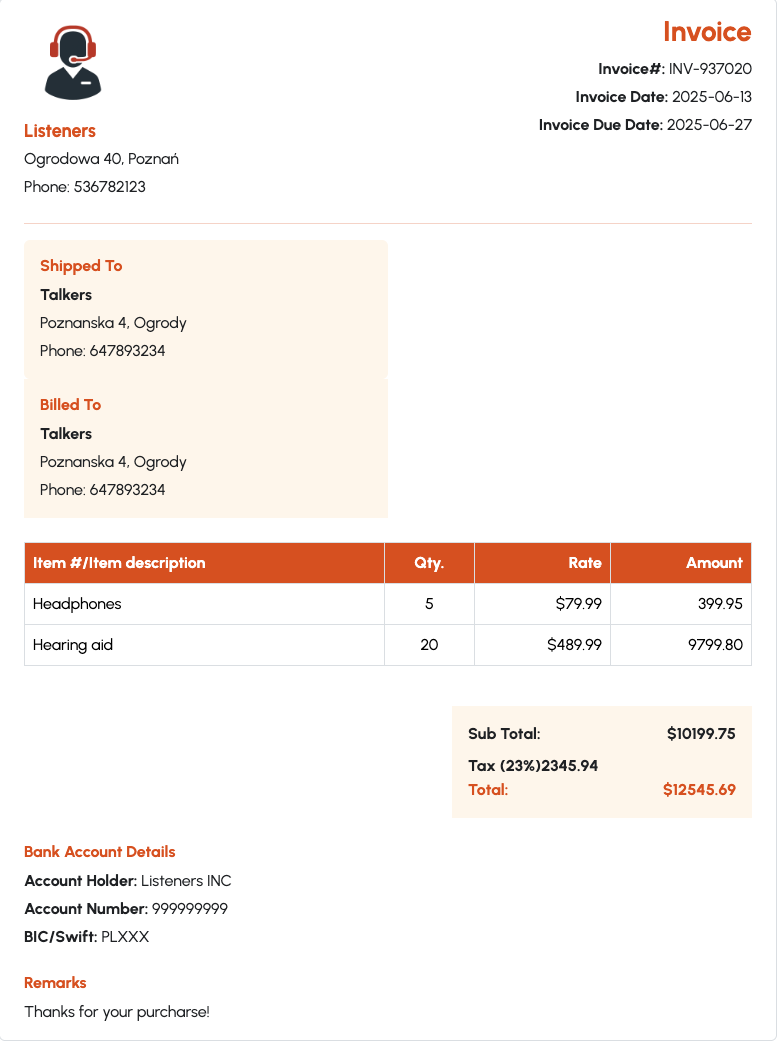 Invoice
Invoice#: INV-937020
Invoice Date: 2025-06-13
Invoice Due Date: 2025-06-27
Listeners
Ogrodowa 40, Poznań
Phone: 536782123
Shipped To
Talkers
Poznanska 4, Ogrody
Phone: 647893234
Billed To
Talkers
Poznanska 4, Ogrody
Phone: 647893234
Item #/Item description Qty. Rate Amount
Headphones 5 $79.99 399.95
Hearing aid 20 $489.99 9799.80
Sub Total: $10199.75
Tax (23%)2345.94
Total: $12545.69
Bank Account Details
Account Holder: Listeners INC
Account Number: 999999999
BIC/Swift: PLXXX
Remarks
Thanks for your purcharse!